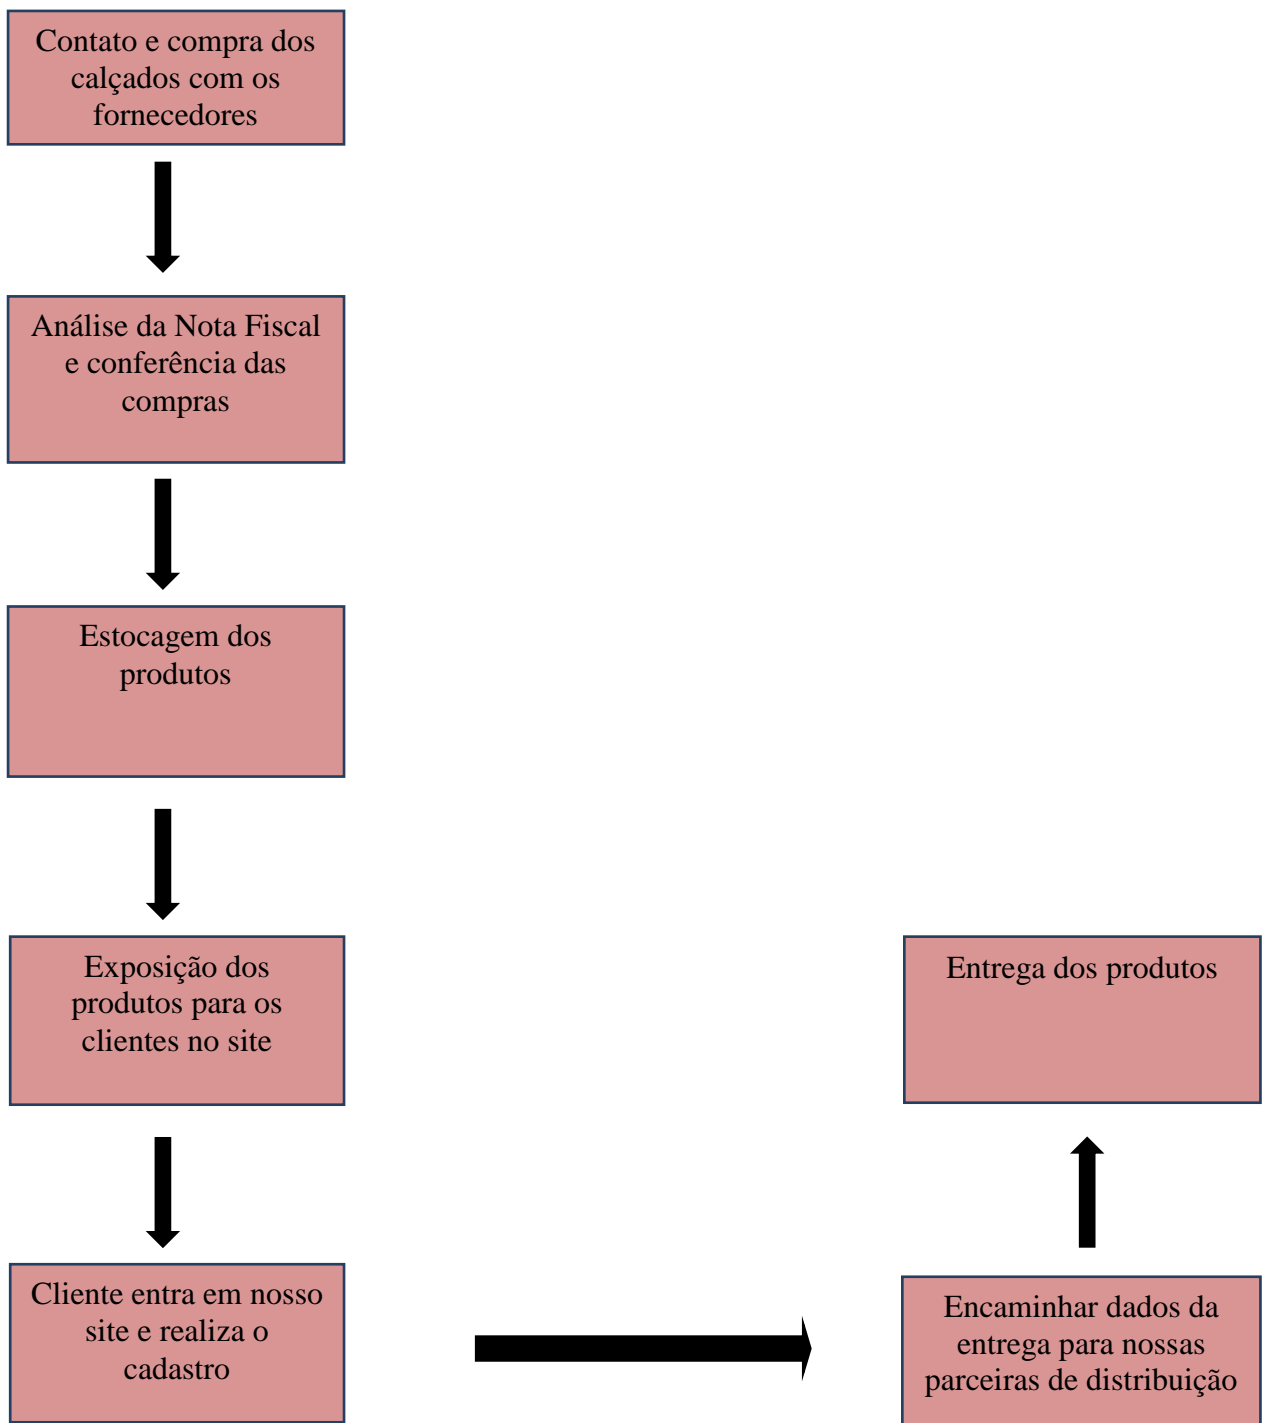 Contato e compra dos
calçados com os
fornecedores
Análise da Nota Fiscal
e conferência das
compras
Estocagem dos
produtos
Exposição dos
produtos para os
clientes no site
Cliente entra em nosso
site e realiza o
cadastro
Encaminhar dados da
entrega para nossas
parceiras de distribuição
Entrega dos produtos